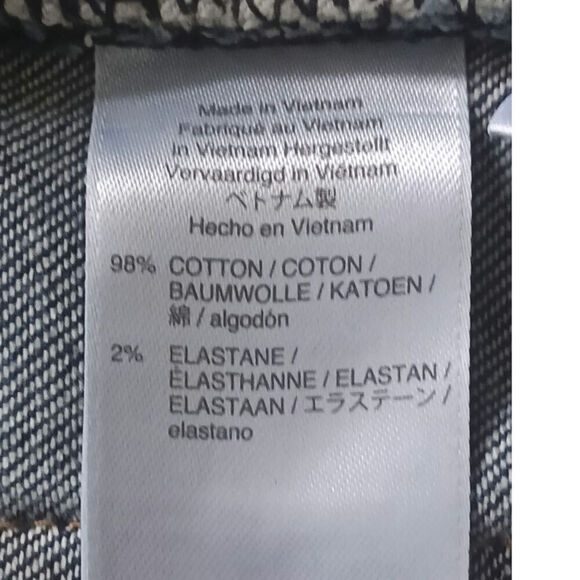 Made in Vietnam
Fabriqué au Vietnam
In Vietnam Hergestellt
Vervaardigd in Viëtnam
ベトナム製
Hecho en Vietnam
98% COTTON / COTON /
BAUMWOLLE / KATOEN /
綿 / algodón
2% ELASTANE /
ÉLASTHANNE / ELASTAN /
ELASTAAN / エラステーン /
elastano